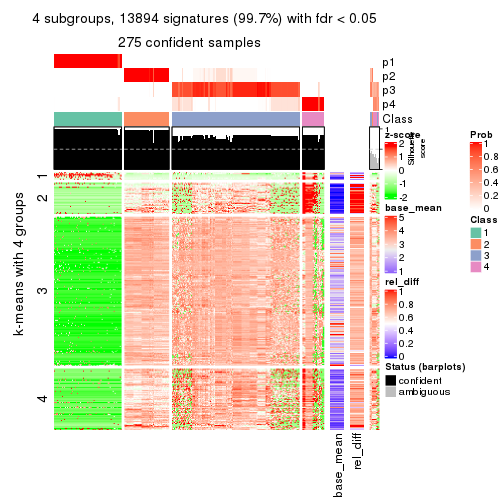 4 subgroups, 13894 signatures (99.7%) with fdr < 0.05
275 confident samples
p1
p2
p3
p4
Class
1
Silhouette
score
z-score
2
1
0
-1
-2
Prob
1
0.8
0.6
0.4
0.2
0
base_mean
5
4
3
2
1
Class
1
2
3
4
rel_diff
1
0.8
0.6
0.4
0.2
0
Status (barplots)
confident
ambiguous
k-means with 4 groups
1
2
3
4
base_mean
rel_diff